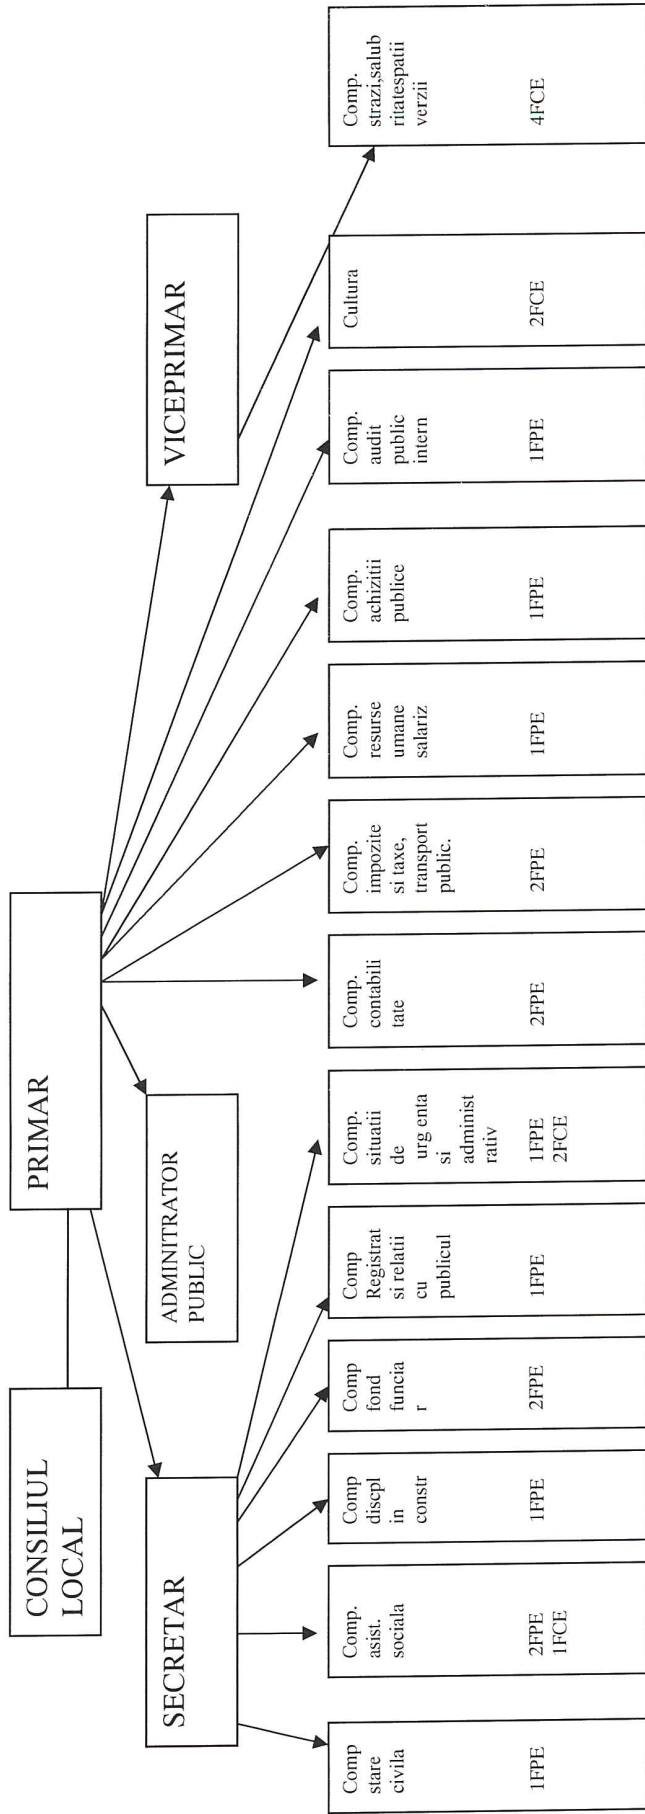 CONSILIUL
LOCAL
PRIMAR
SECRETAR
ADMINITRATOR
PUBLIC
VICEPRIMAR
Comp
stare
civila
1FPE
Comp.
asist.
sociala
2FPE
1FCE
Comp
discpl
in
constr
1FPE
Comp
fond
funcia
r
2FPE
Comp
Registrat
si relatii
cu
publicul
1FPE
Comp.
situatii
de
urg enta
si
administ
rativ
1FPE
2FCE
Comp.
contabili
tate
2FPE
Comp.
impozite
si taxe,
transport
public.
2FPE
Comp.
resurse
umane
salariz
1FPE
Comp.
achizitii
publice
1FPE
Comp.
audit
public
intern
1FPE
Cultura
2FCE
Comp.
strazi,salub
ritatespatii
verzii
4FCE